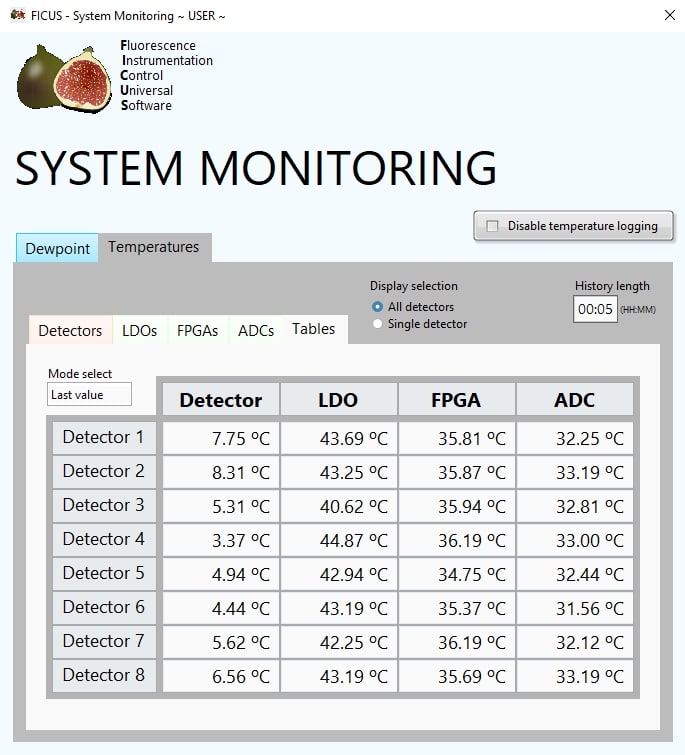 FICUS - System Monitoring ~ USER ~
Fluorescence
Instrumentation
Control
Universal
Software
SYSTEM MONITORING
Disable temperature logging
Dewpoint Temperatures
Display selection
All detectors
Single detector
History length
00:05 (HH:MM)
Detectors LDOs FPGAs ADCs Tables
Mode select
Last value
Detector LDO FPGA ADC
Detector 1 7.75 ºC 43.69 ºC 35.81 ºC 32.25 ºC
Detector 2 8.31 ºC 43.25 ºC 35.87 ºC 33.19 ºC
Detector 3 5.31 ºC 40.62 ºC 35.94 ºC 32.81 ºC
Detector 4 3.37 ºC 44.87 ºC 36.19 ºC 33.00 ºC
Detector 5 4.94 ºC 42.94 ºC 34.75 ºC 32.44 ºC
Detector 6 4.44 ºC 43.19 ºC 35.37 ºC 31.56 ºC
Detector 7 5.62 ºC 42.25 ºC 36.19 ºC 32.12 ºC
Detector 8 6.56 ºC 43.19 ºC 35.69 ºC 33.19 ºC